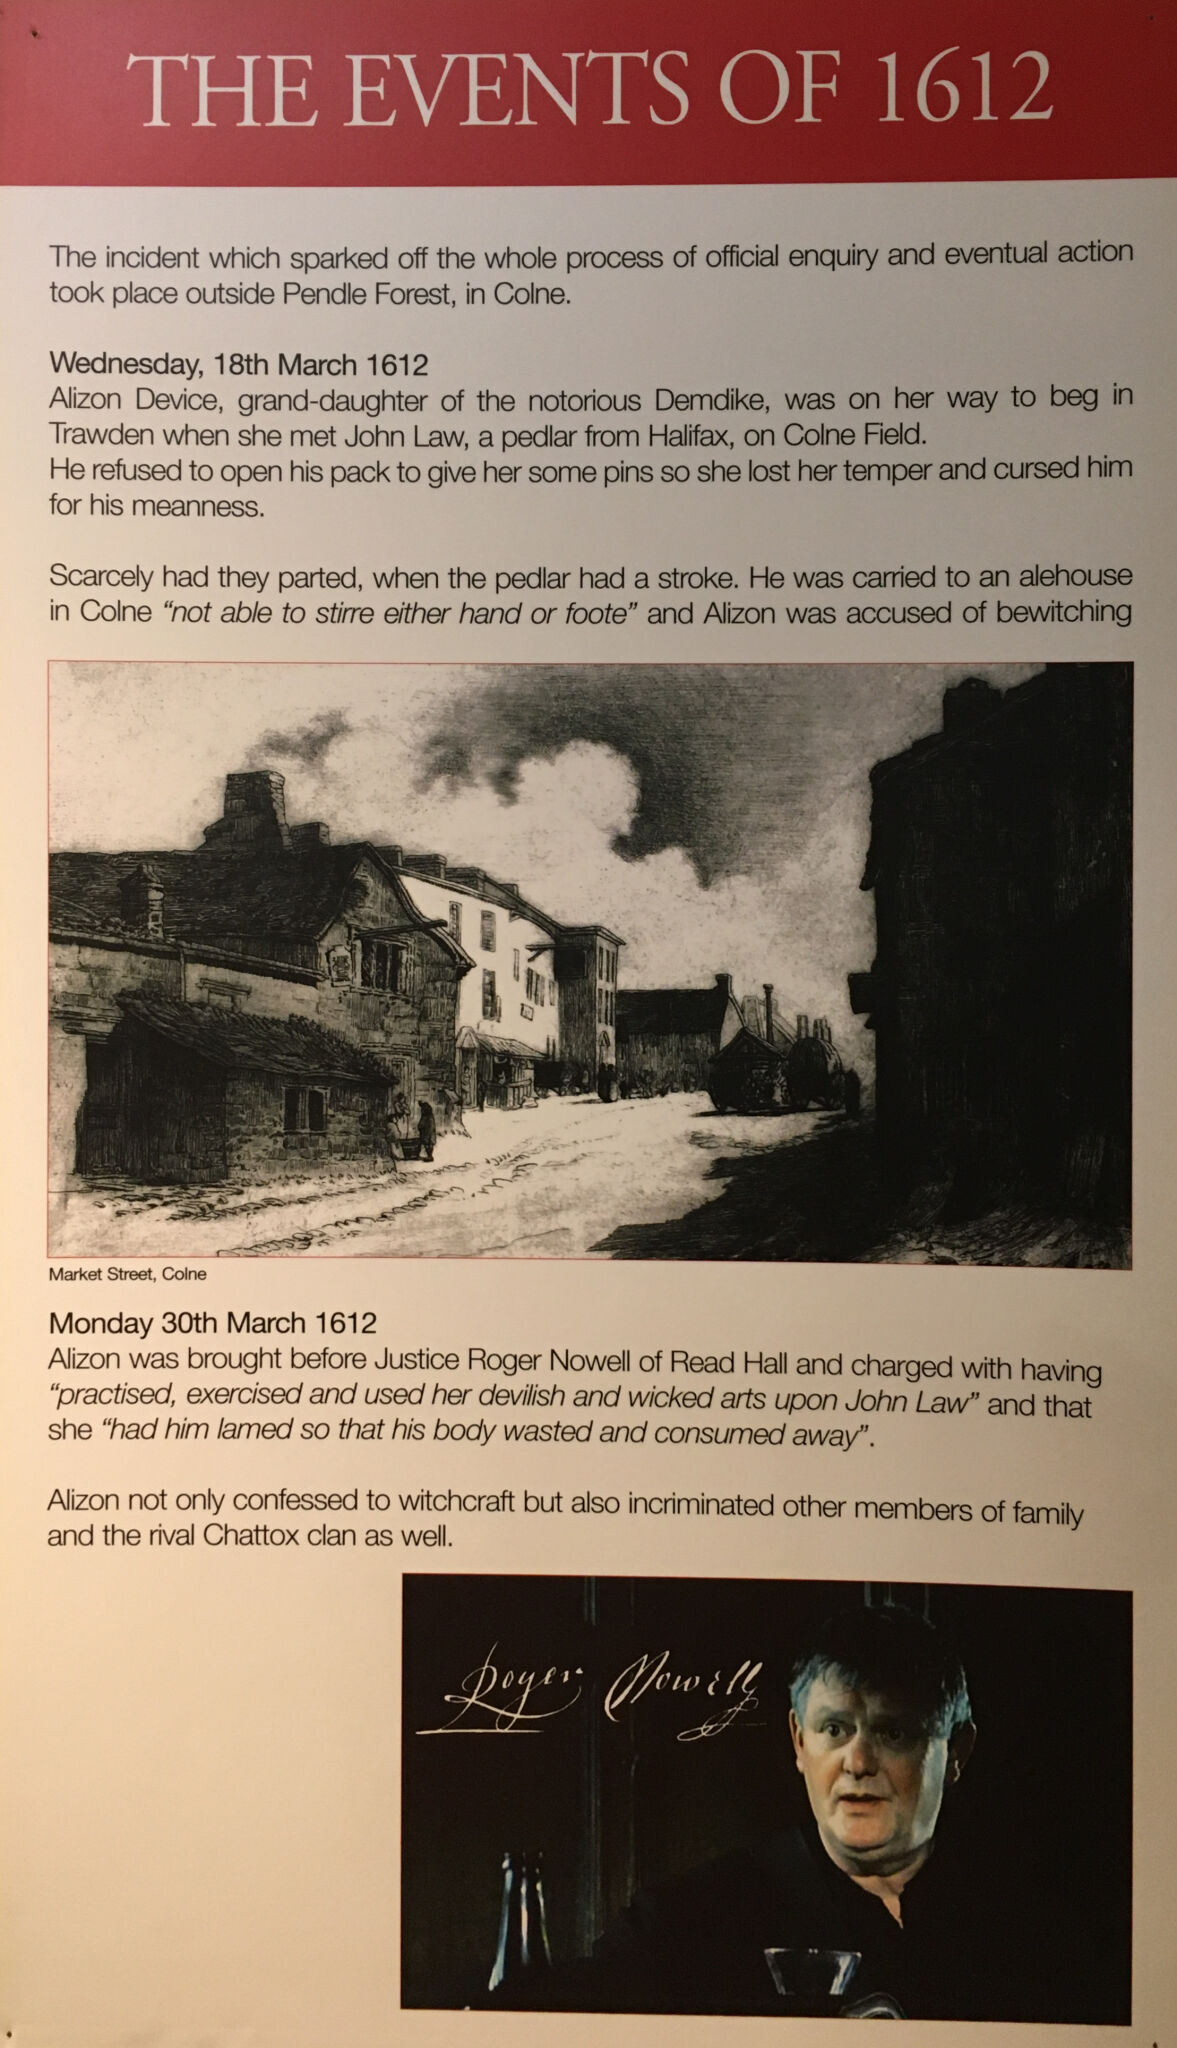 THE EVENTS OF 1612
The incident which sparked off the whole process of official enquiry and eventual action
took place outside Pendle Forest, in Colne.
Wednesday, 18th March 1612
Alizon Device, grand-daughter of the notorious Demdike, was on her way to beg in
Trawden when she met John Law, a pedlar from Halifax, on Colne Field.
He refused to open his pack to give her some pins so she lost her temper and cursed him
for his meanness.
Scarcely had they parted, when the pedlar had a stroke. He was carried to an alehouse
in Colne “not able to stirre either hand or foote” and Alizon was accused of bewitching
Market Street, Colne
Monday 30th March 1612
Alizon was brought before Justice Roger Nowell of Read Hall and charged with having
“practised, exercised and used her devilish and wicked arts upon John Law” and that
she “had him lamed so that his body wasted and consumed away”.
Alizon not only confessed to witchcraft but also incriminated other members of family
and the rival Chattox clan as well.
Roger Nowell